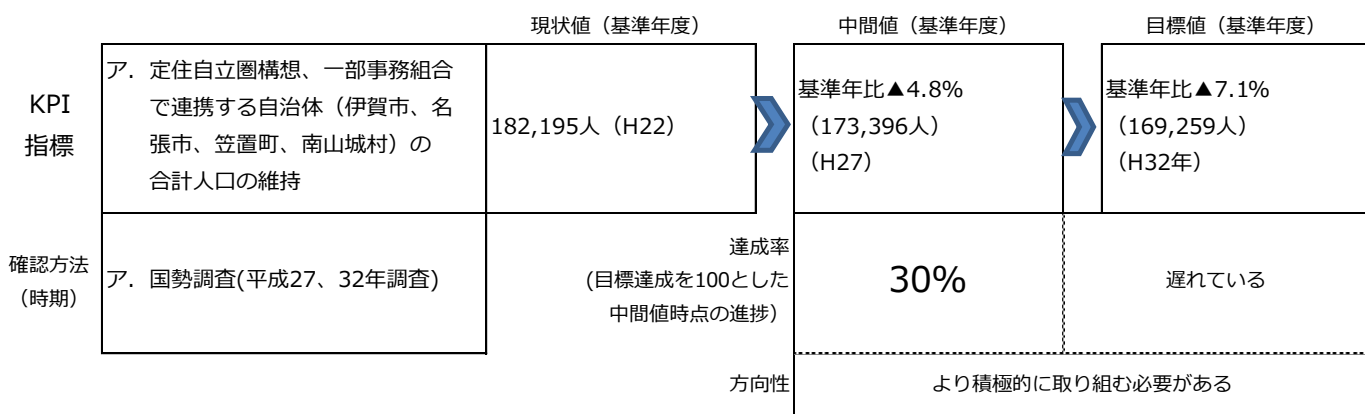 現状値（基準年度）
中間値（基準年度）
目標値（基準年度）
KPI
指標
ア．定住自立圏構想、一部事務組合
で連携する自治体（伊賀市、名
張市、笠置町、南山城村）の
合計人口の維持
182,195人（H22）
基準年比▲4.8%
（173,396人）
（H27）
基準年比▲7.1%
（169,259人）
（H32年）
確認方法
（時期）
ア．国勢調査(平成27、32年調査)
達成率
(目標達成を100とした
中間値時点の進捗）
30%
遅れている
方向性
より積極的に取り組む必要がある